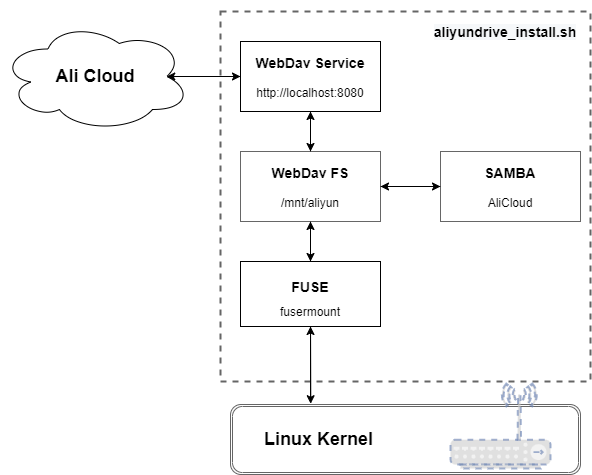 aliyundrive_install.sh
Ali Cloud
WebDav Service
http://localhost:8080
WebDav FS
/mnt/aliyun
SAMBA
AliCloud
FUSE
fusermount
Linux Kernel